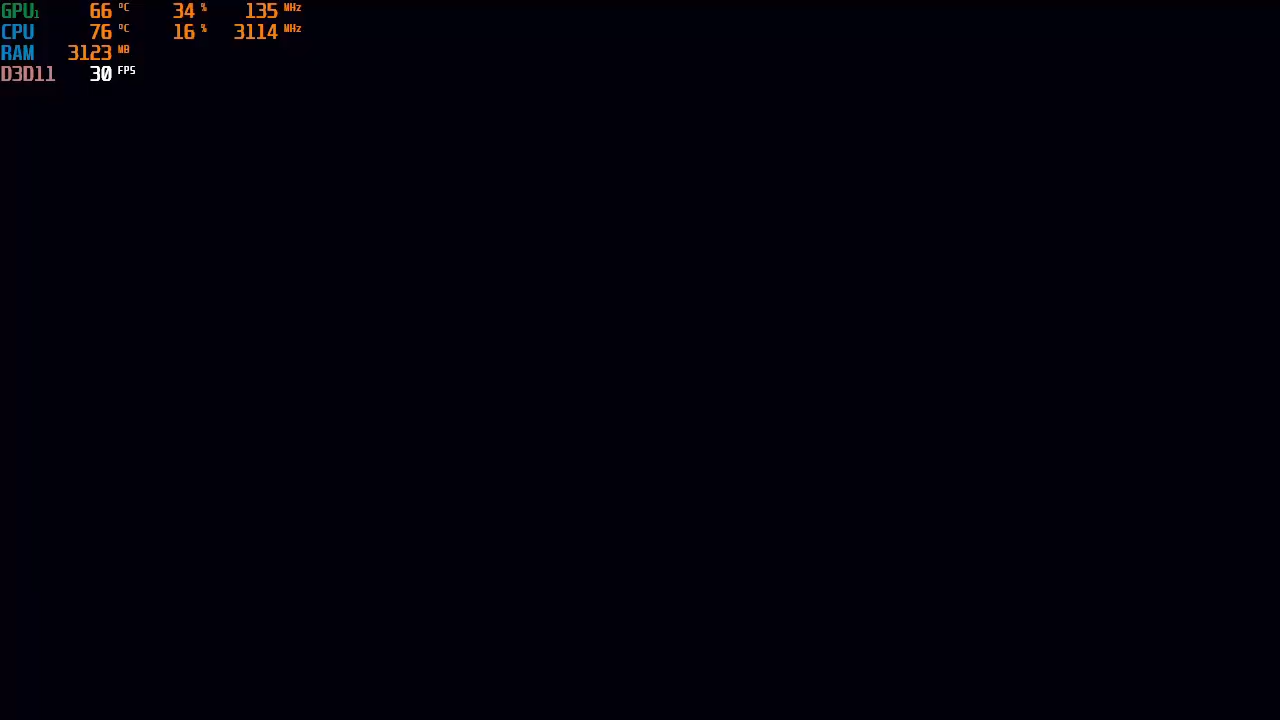 GPU1 66 °C 34 % 135 MHz
CPU 76 °C 16 % 3114 MHz
RAM 3123 MB
D3D11 30 FPS